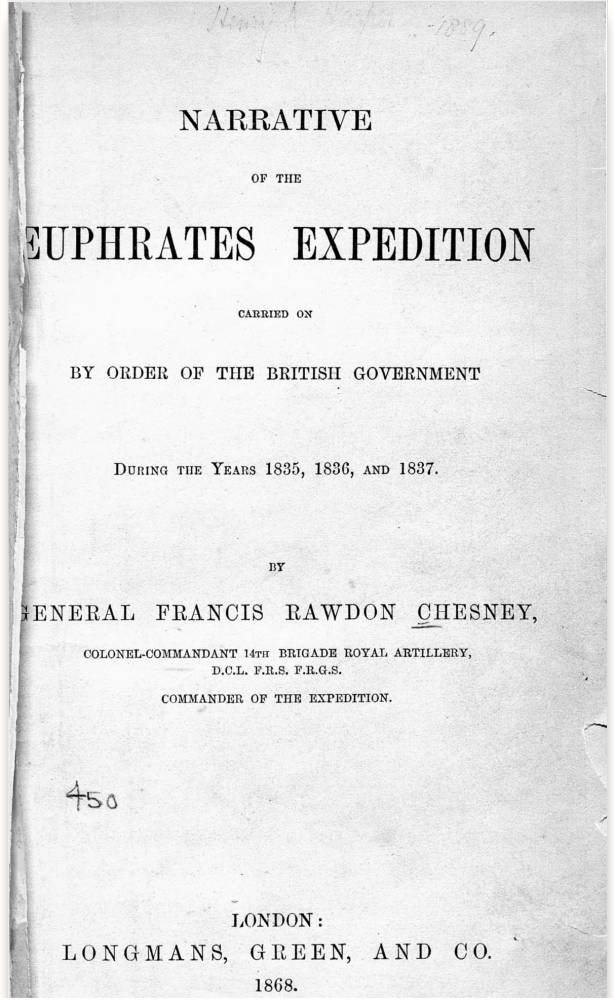 Henry 1889.
NARRATIVE
OF THE
EUPHRATES EXPEDITION
CARRIED ON
BY ORDER OF THE BRITISH GOVERNMENT
DURING THE YEARS 1835, 1836, AND 1837.
BY
GENERAL FRANCIS RAWDON CHESNEY,
COLONEL-COMMANDANT 14TH BRIGADE ROYAL ARTILLERY,
D.C.L. F.R.S. F.R.G.S.
COMMANDER OF THE EXPEDITION.
450
LONDON:
LONGMANS, GREEN, AND CO.
1868.